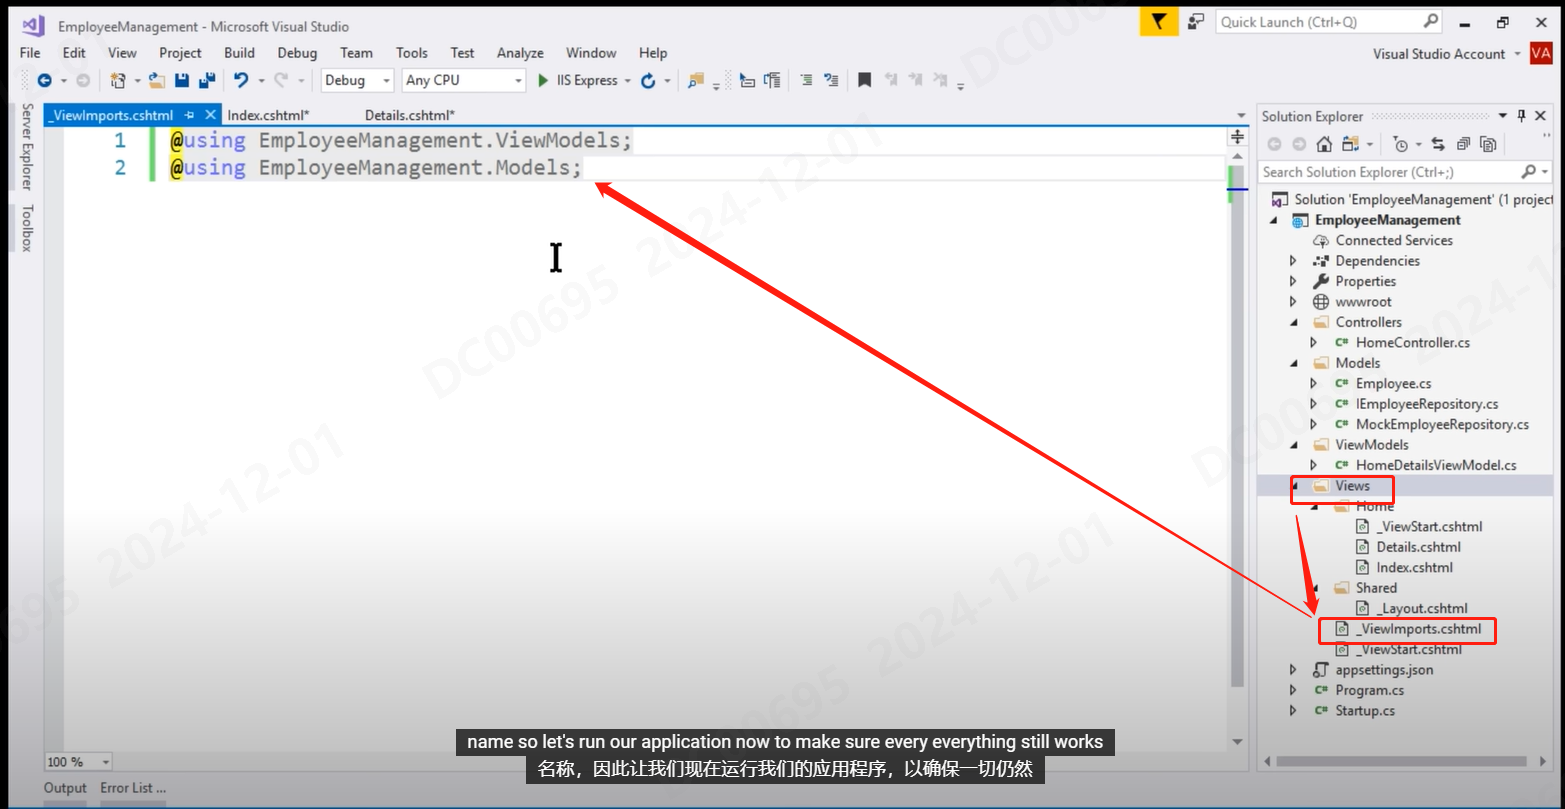 EmployeeManagement - Microsoft Visual Studio
Quick Launch (Ctrl+Q)
File Edit View Project Build Debug Team Tools Test Analyze Window Help
Visual Studio Account
VA
Debug
Any CPU
IIS Express
Server Explorer
Toolbox
_ViewImports.cshtml
Index.cshtml*
Details.cshtml*
1 @using EmployeeManagement.ViewModels;
2 @using EmployeeManagement.Models;
Solution Explorer
Search Solution Explorer (Ctrl+;)
Solution 'EmployeeManagement' (1 project
EmployeeManagement
Connected Services
Dependencies
Properties
wwwroot
Controllers
C# HomeController.cs
Models
C# Employee.cs
C# IEmployeeRepository.cs
C# MockEmployeeRepository.cs
ViewModels
C# HomeDetailsViewModel.cs
Views
Home
_ViewStart.cshtml
Details.cshtml
Index.cshtml
Shared
_Layout.cshtml
_ViewImports.cshtml
_ViewStart.cshtml
appsettings.json
C# Program.cs
C# Startup.cs
DC00695 2024-12-01
name so let's run our application now to make sure every everything still works
名称，因此让我们现在运行我们的应用程序，以确保一切仍然
100 %
Output Error List ...